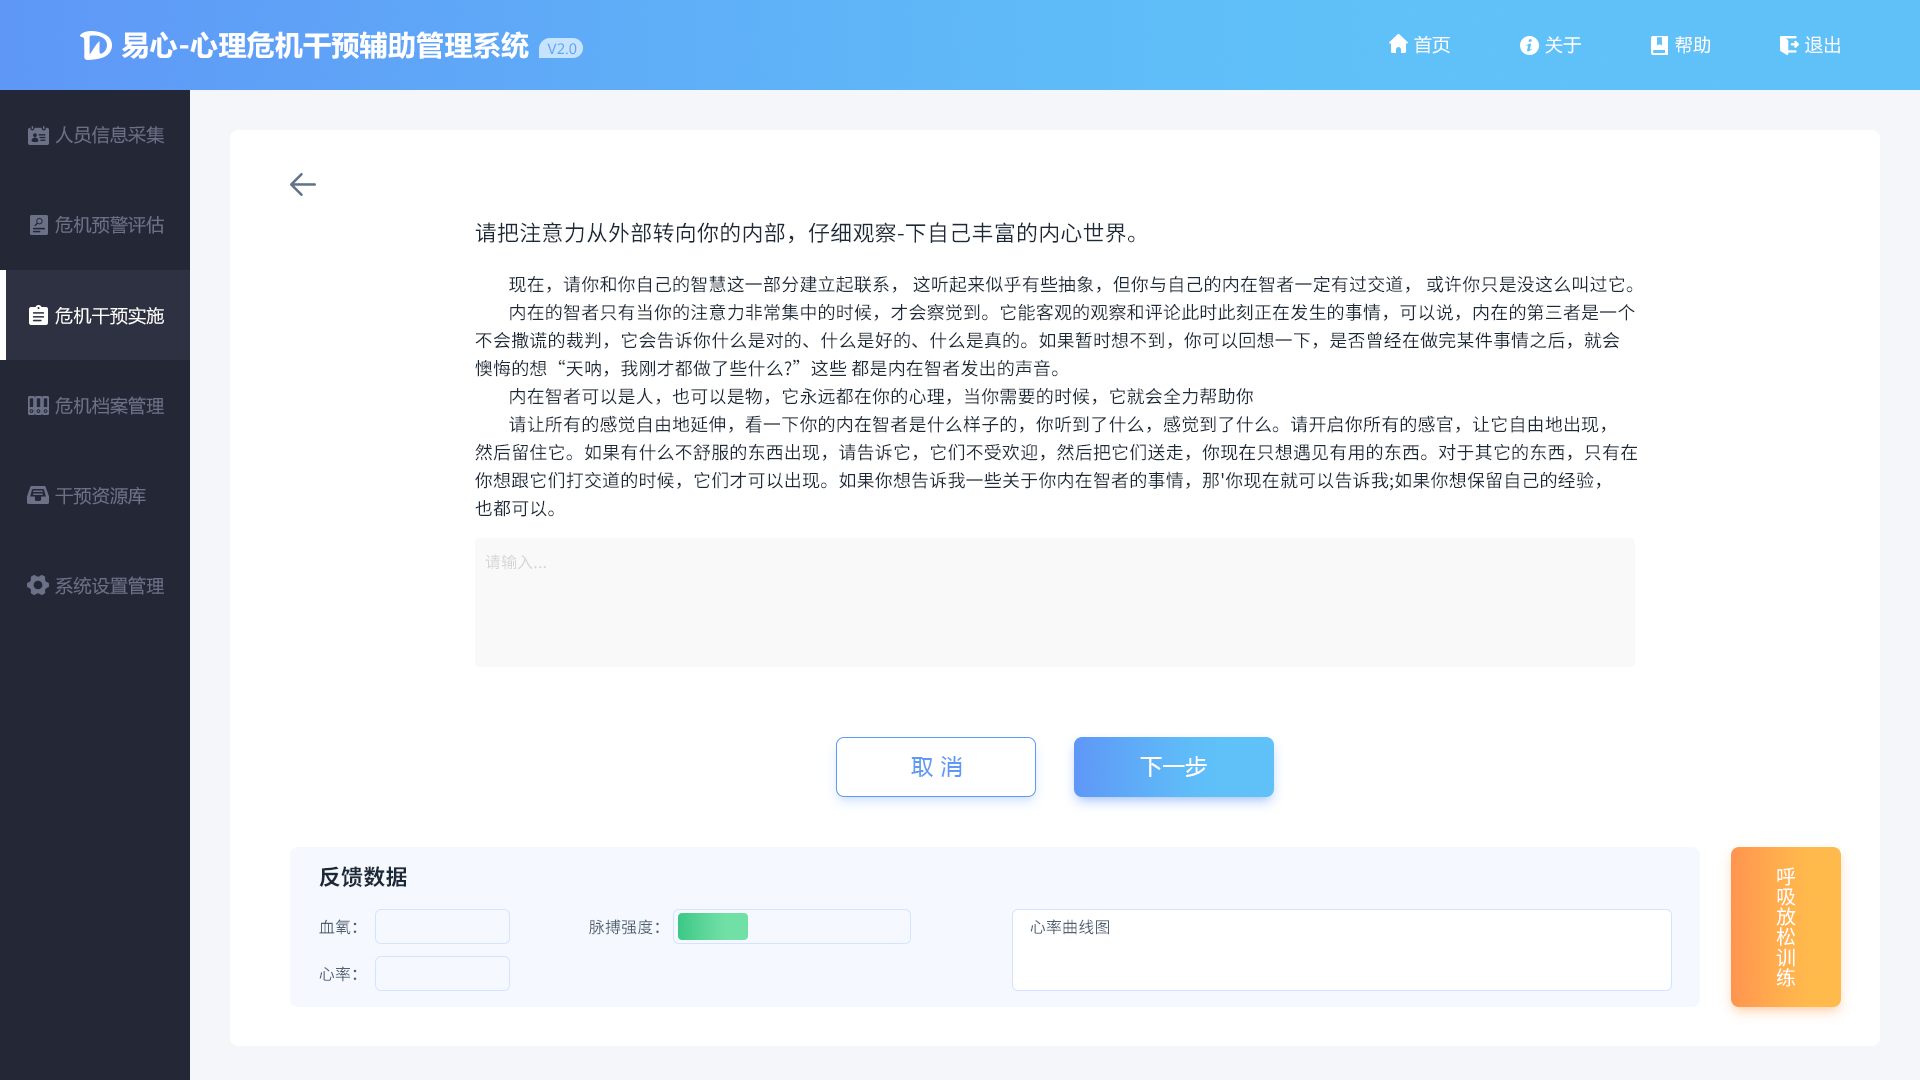 易心-心理危机干预辅助管理系统 V2.0
首页
关于
帮助
退出
人员信息采集
危机预警评估
危机干预实施
危机档案管理
干预资源库
系统设置管理
请把注意力从外部转向你的内部，仔细观察-下自己丰富的内心世界。
现在，请你和你自己的智慧这一部分建立起联系， 这听起来似乎有些抽象，但你与自己的内在智者一定有过交道， 或许你只是没这么叫过它。
内在的智者只有当你的注意力非常集中的时候，才会察觉到。它能客观的观察和评论此时此刻正在发生的事情，可以说，内在的第三者是一个
不会撒谎的裁判，它会告诉你什么是对的、什么是好的、什么是真的。如果暂时想不到，你可以回想一下，是否曾经在做完某件事情之后，就会
懊悔的想“天呐，我刚才都做了些什么?”这些 都是内在智者发出的声音。
内在智者可以是人，也可以是物，它永远都在你的心理，当你需要的时候，它就会全力帮助你
请让所有的感觉自由地延伸，看一下你的内在智者是什么样子的，你听到了什么，感觉到了什么。请开启你所有的感官，让它自由地出现，
然后留住它。如果有什么不舒服的东西出现，请告诉它，它们不受欢迎，然后把它们送走，你现在只想遇见有用的东西。对于其它的东西，只有在
你想跟它们打交道的时候，它们才可以出现。如果你想告诉我一些关于你内在智者的事情，那'你现在就可以告诉我;如果你想保留自己的经验，
也都可以。
请输入...
取 消
下一步
反馈数据
血氧：
脉搏强度：
心率曲线图
心率：
呼吸放松训练